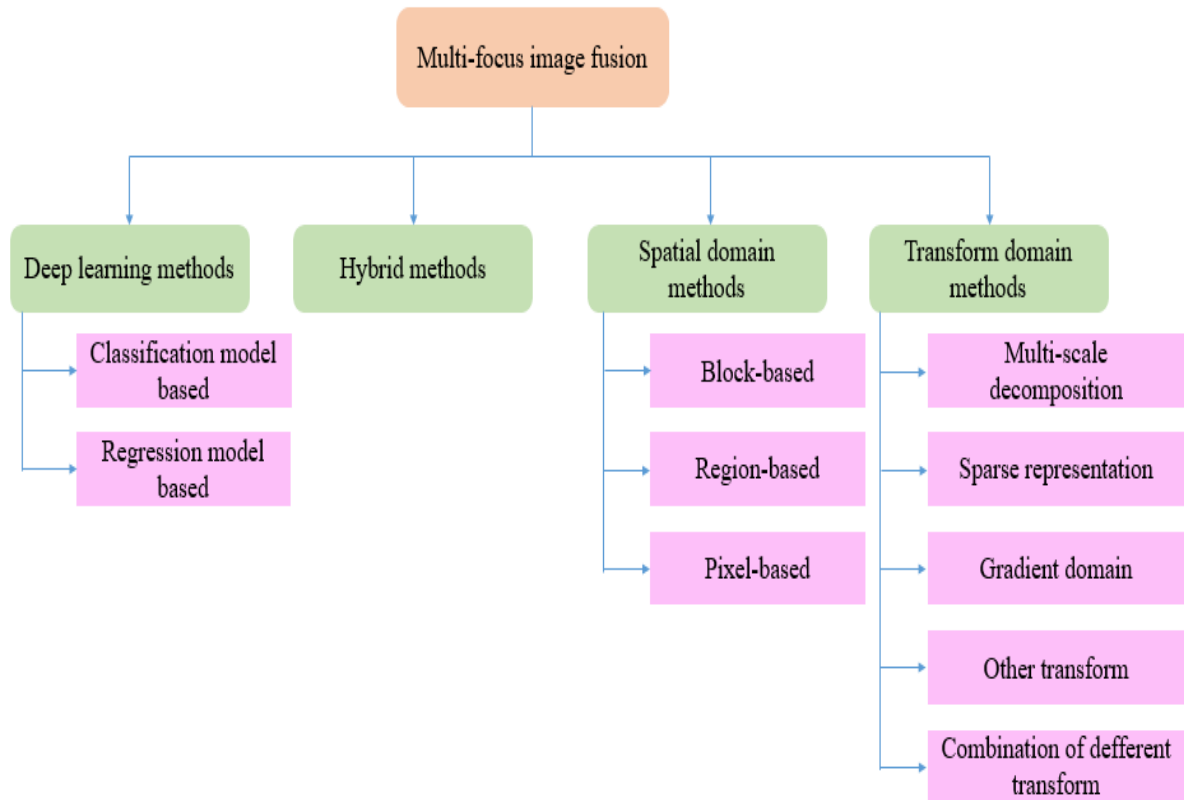 Multi-focus image fusion
Deep learning methods
Hybrid methods
Spatial domain
methods
Transform domain
methods
Classification model
based
Regression model
based
Block-based
Region-based
Pixel-based
Multi-scale
decomposition
Sparse representation
Gradient domain
Other transform
Combination of defferent
transform